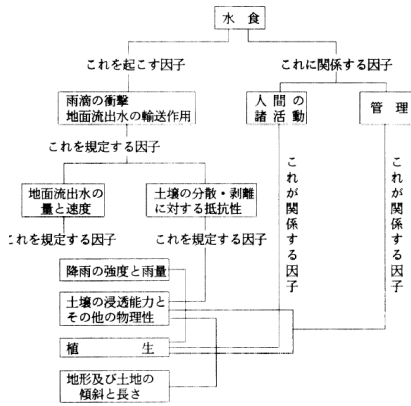 水食
これを起こす因子
これに関係する因子
雨滴の衝撃
地面流出水の輸送作用
人間の
諸活動
管理
これを規定する因子
地面流出水の
量と速度
土壌の分散・剥離
に対する抵抗性
これが関係する因子
これが関係する因子
これを規定する因子
これを規定する因子
降雨の強度と雨量
土壌の浸透能力と
その他の物理性
植生
地形及び土地の
傾斜と長さ